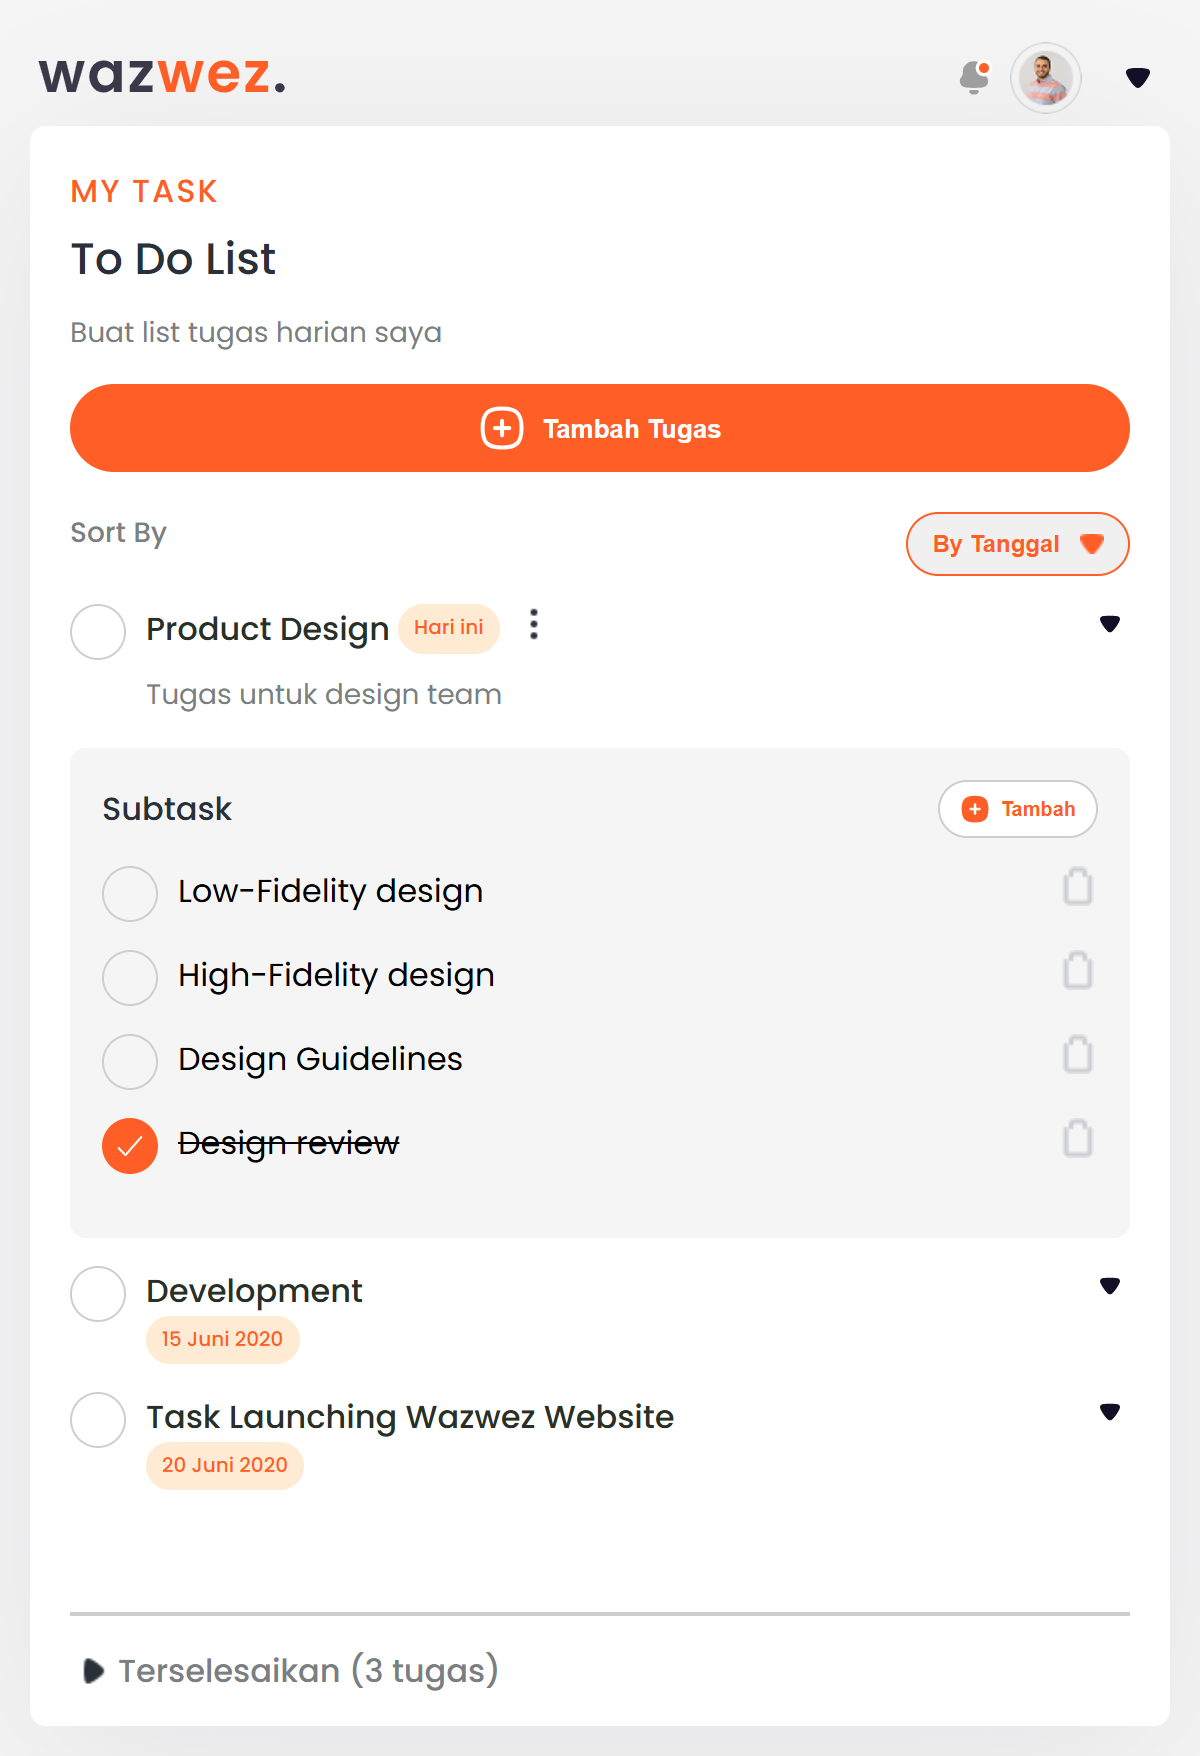 wazwez.
MY TASK
To Do List
Buat list tugas harian saya
Tambah Tugas
Sort By
By Tanggal
Product Design Hari ini
Tugas untuk design team
Subtask
Tambah
Low-Fidelity design
High-Fidelity design
Design Guidelines
Design review
Development
15 Juni 2020
Task Launching Wazwez Website
20 Juni 2020
Terselesaikan (3 tugas)